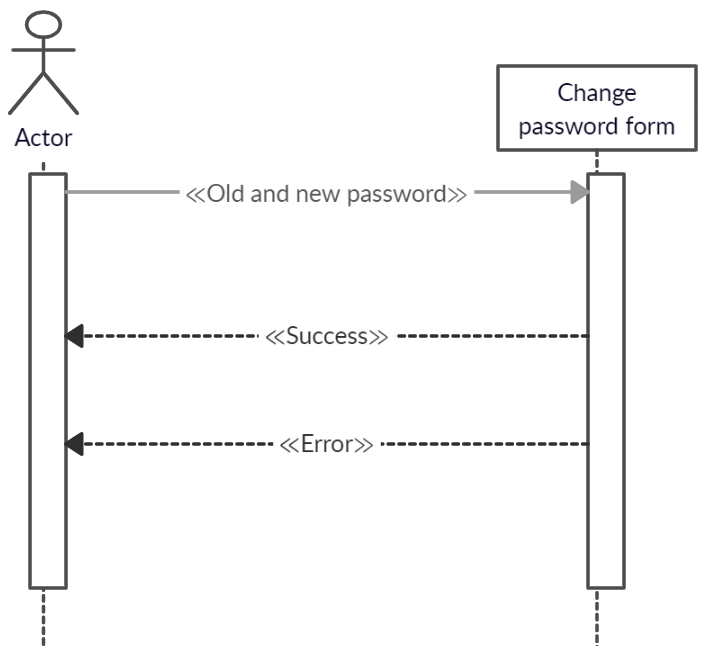 Actor
Change
password form
≪Old and new password≫
≪Success≫
≪Error≫